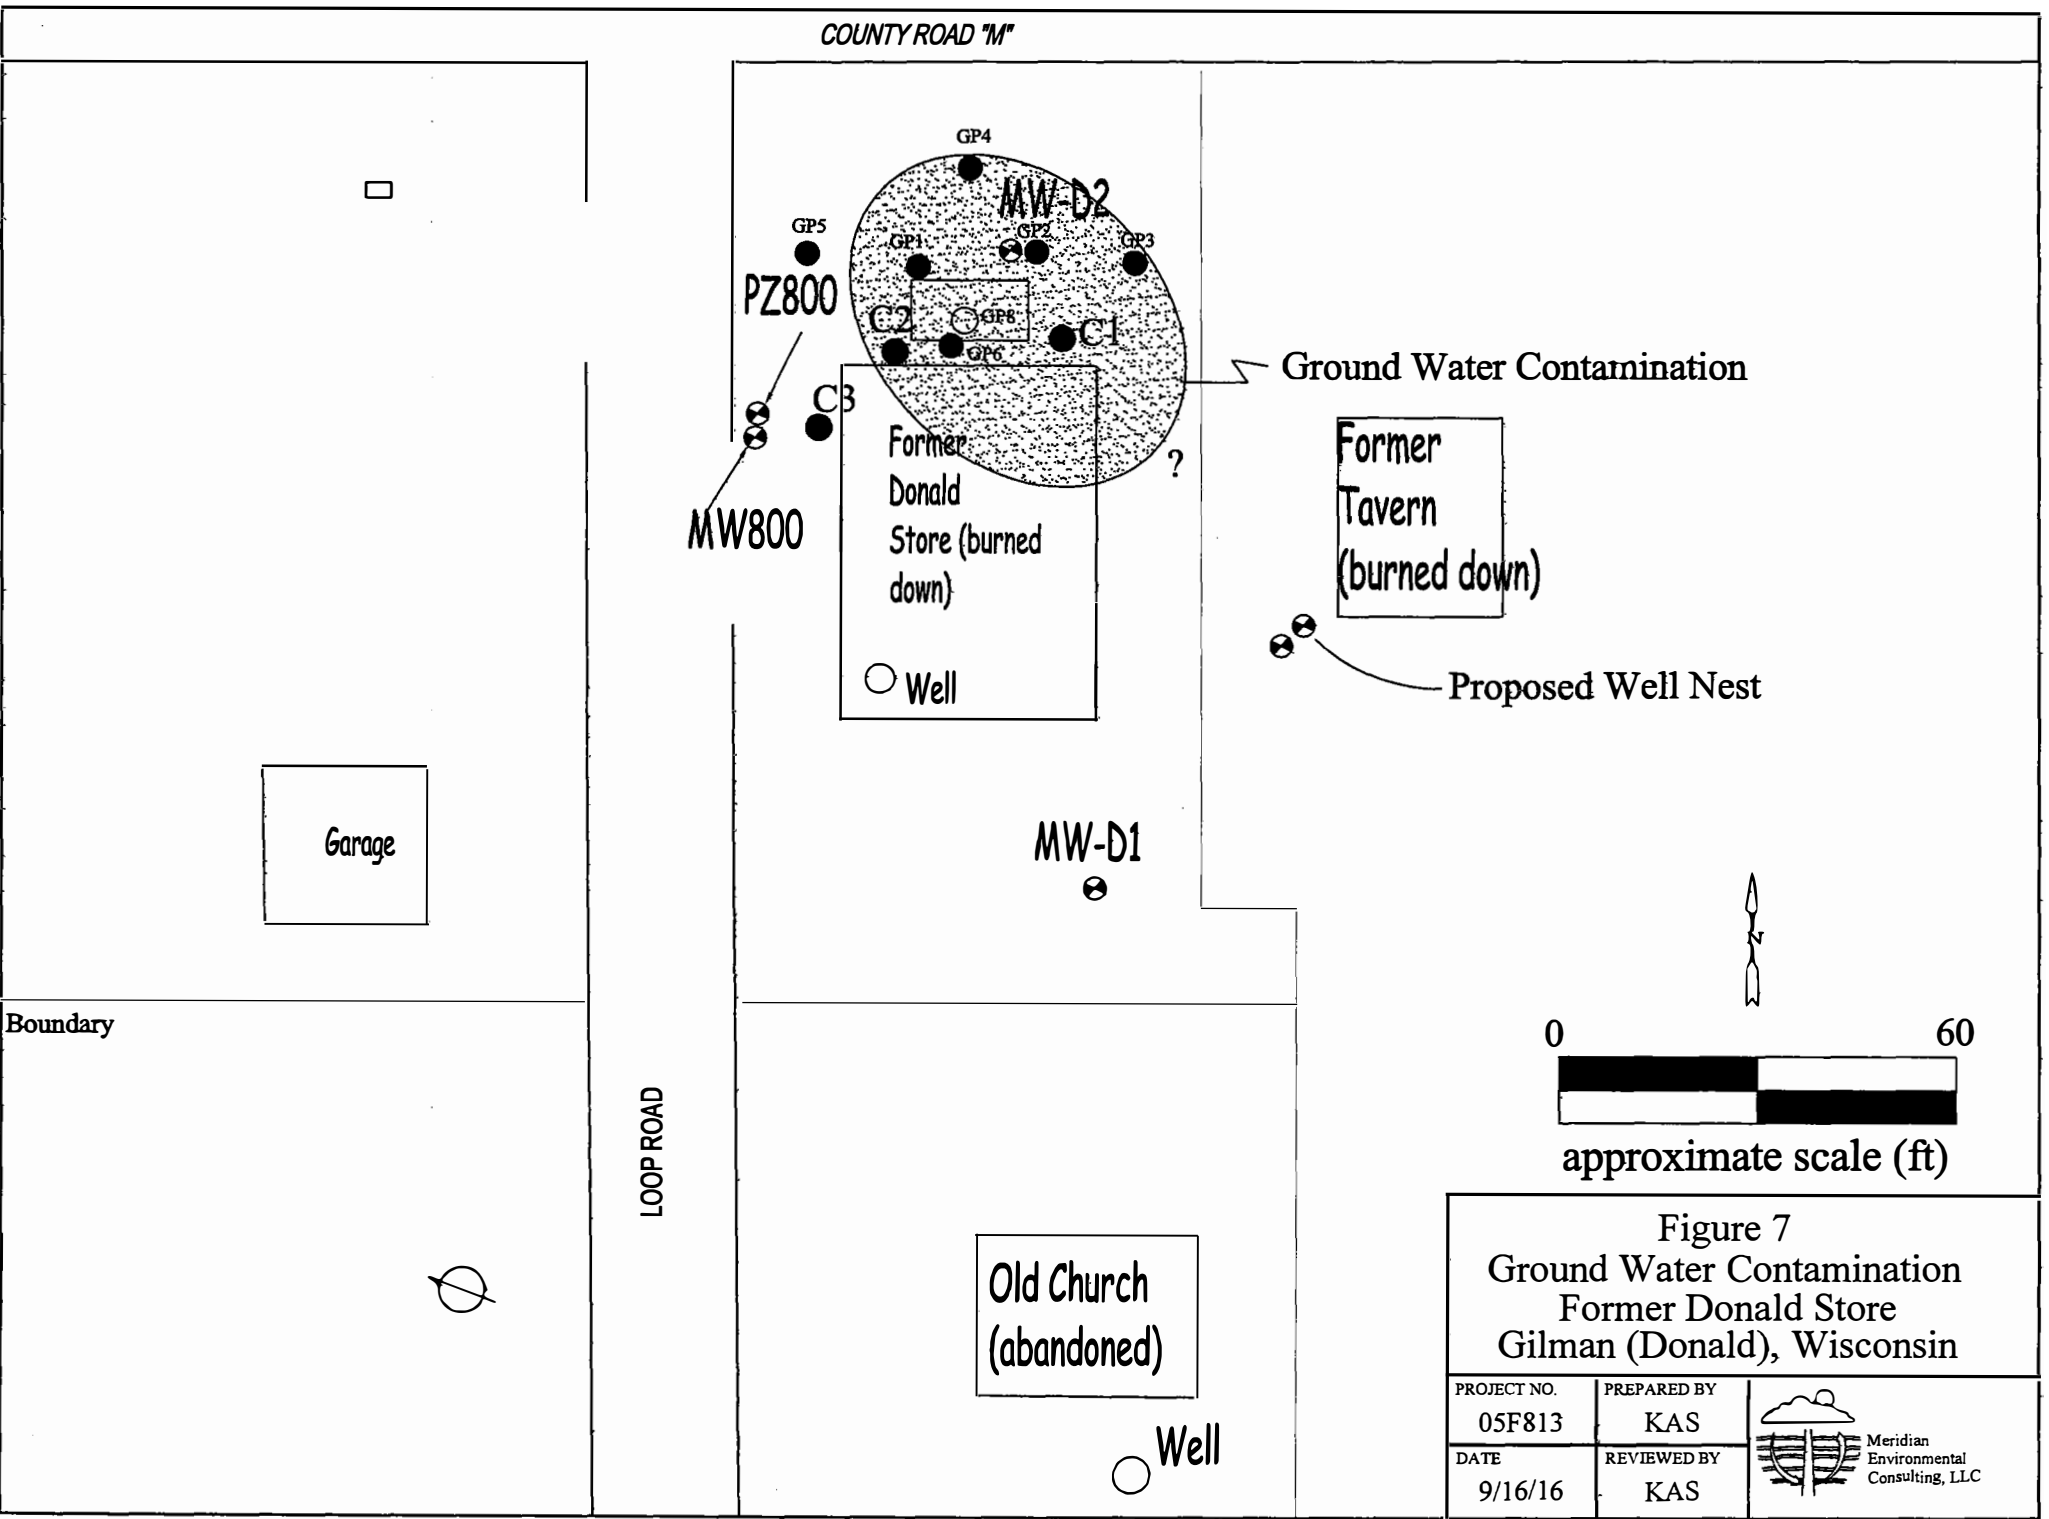 COUNTY ROAD "M"
GP4
MW-D2
GP5
GP1
GP2
GP3
PZ800
C2
GP8
C1
GP6
Ground Water Contamination
C3
Former
Donald
Store (burned
down)
?
Former
Tavern
(burned down)
MW800
Well
Proposed Well Nest
MW-D1
Garage
N
Boundary
0
60
approximate scale (ft)
LOOP ROAD
Old Church
(abandoned)
Well
Figure 7
Ground Water Contamination
Former Donald Store
Gilman (Donald), Wisconsin
PROJECT NO.
05F813
PREPARED BY
KAS
DATE
9/16/16
REVIEWED BY
KAS
Meridian
Environmental
Consulting, LLC